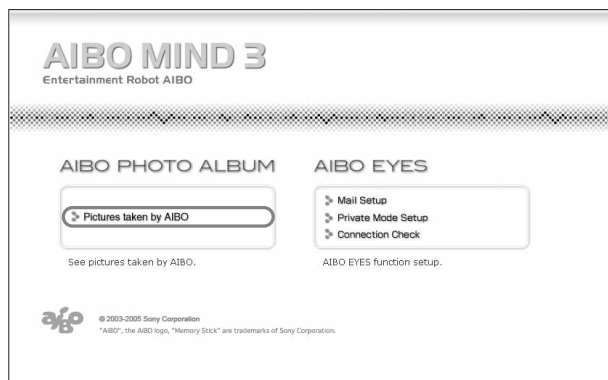 AIBO MIND 3
Entertainment Robot AIBO
AIBO PHOTO ALBUM
Pictures taken by AIBO
See pictures taken by AIBO.
AIBO EYES
Mail Setup
Private Mode Setup
Connection Check
AIBO EYES function setup.
aiBO
© 2003-2005 Sony Corporation
"AIBO", the AIBO logo, "Memory Stick" are trademarks of Sony Corporation.